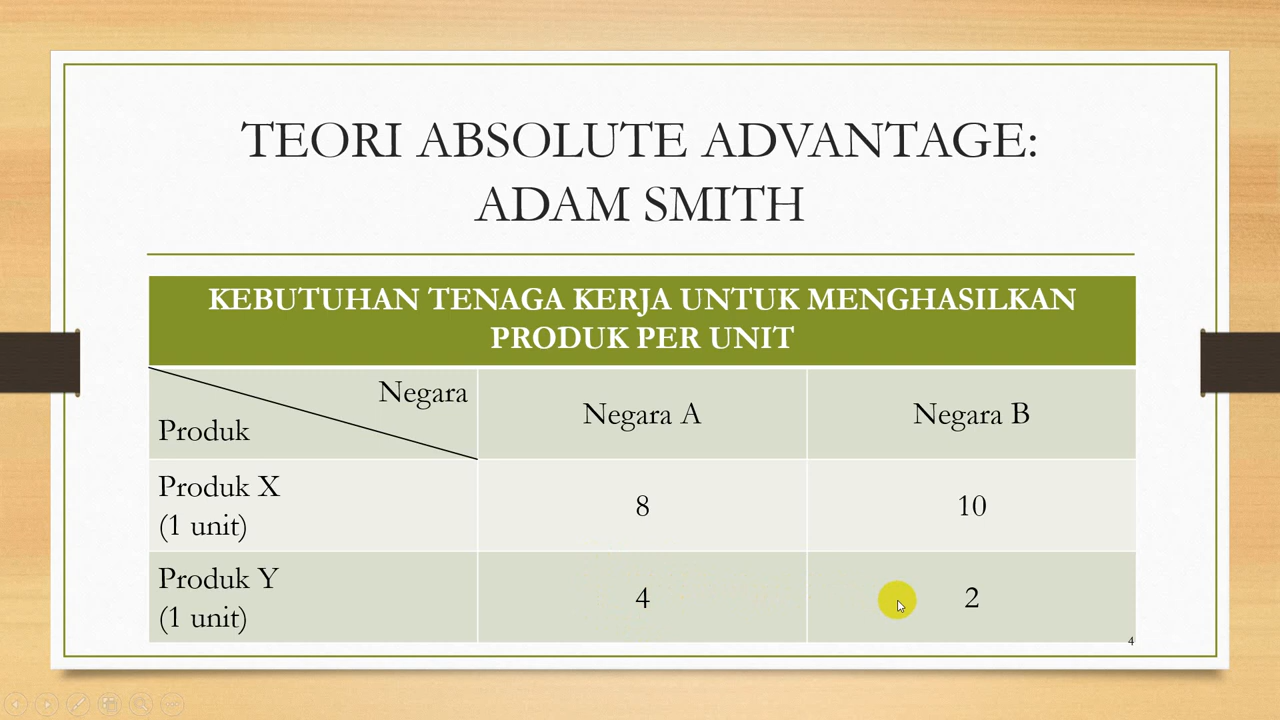 TEORI ABSOLUTE ADVANTAGE:
ADAM SMITH
KEBUTUHAN TENAGA KERJA UNTUK MENGHASILKAN
PRODUK PER UNIT
Negara
Produk
Negara A
Negara B
Produk X
(1 unit)
8
10
Produk Y
(1 unit)
4
2
4